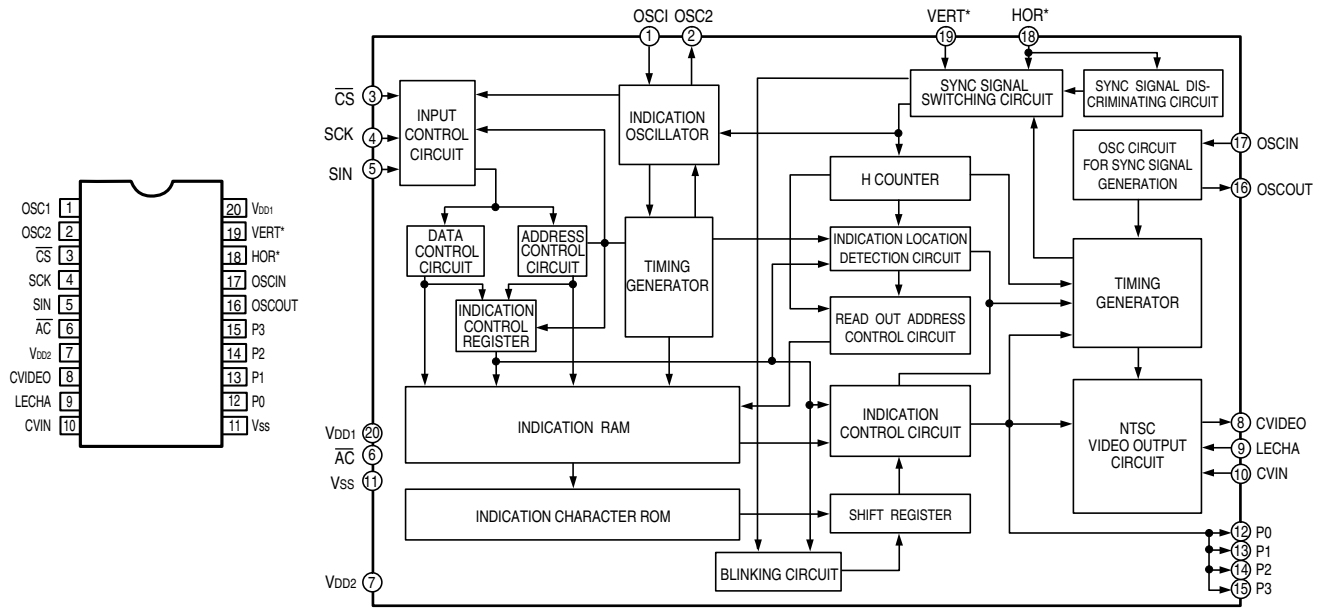 OSC1 1
OSC2 2
CS 3
SCK 4
SIN 5
AC 6
VDD2 7
CVIDEO 8
LECHA 9
CVIN 10
20 VDD1
19 VERT*
18 HOR*
17 OSCIN
16 OSCOUT
15 P3
14 P2
13 P1
12 P0
11 VSS
OSCI OSC2
1 2
VERT* HOR*
19 18
CS 3
SCK 4
SIN 5
INPUT
CONTROL
CIRCUIT
INDICATION
OSCILLATOR
SYNC SIGNAL
SWITCHING CIRCUIT
SYNC SIGNAL DIS-
CRIMINATING CIRCUIT
OSC CIRCUIT
FOR SYNC SIGNAL
GENERATION
17 OSCIN
16 OSCOUT
H COUNTER
DATA
CONTROL
CIRCUIT
ADDRESS
CONTROL
CIRCUIT
TIMING
GENERATOR
INDICATION LOCATION
DETECTION CIRCUIT
TIMING
GENERATOR
INDICATION
CONTROL
REGISTER
READ OUT ADDRESS
CONTROL CIRCUIT
INDICATION RAM
INDICATION
CONTROL CIRCUIT
NTSC
VIDEO OUTPUT
CIRCUIT
8 CVIDEO
9 LECHA
10 CVIN
VDD1 20
AC 6
VSS 11
INDICATION CHARACTER ROM
SHIFT REGISTER
12 P0
13 P1
14 P2
15 P3
VDD2 7
BLINKING CIRCUIT